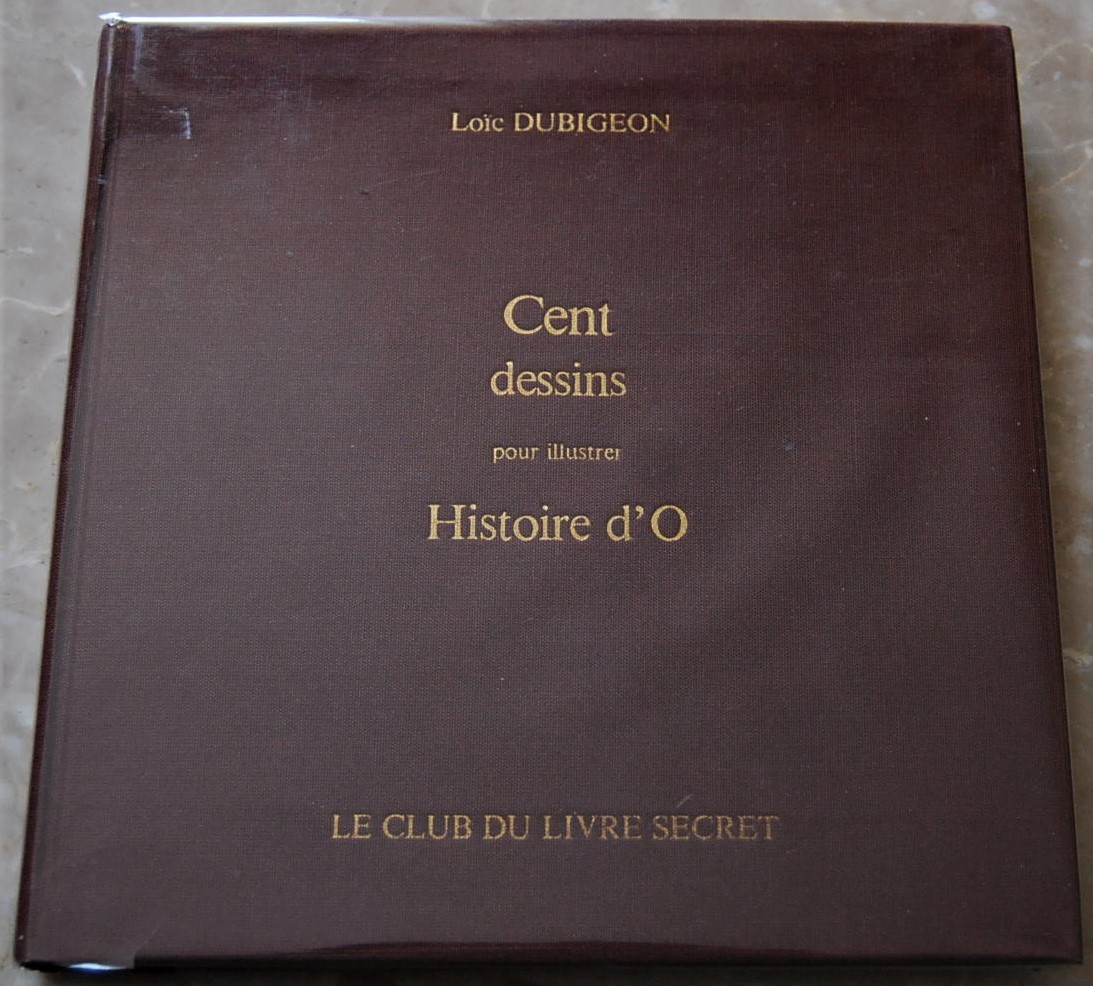 Loïc DUBIGEON
Cent
dessins
pour illustrer
Histoire d'O
LE CLUB DU LIVRE SECRET